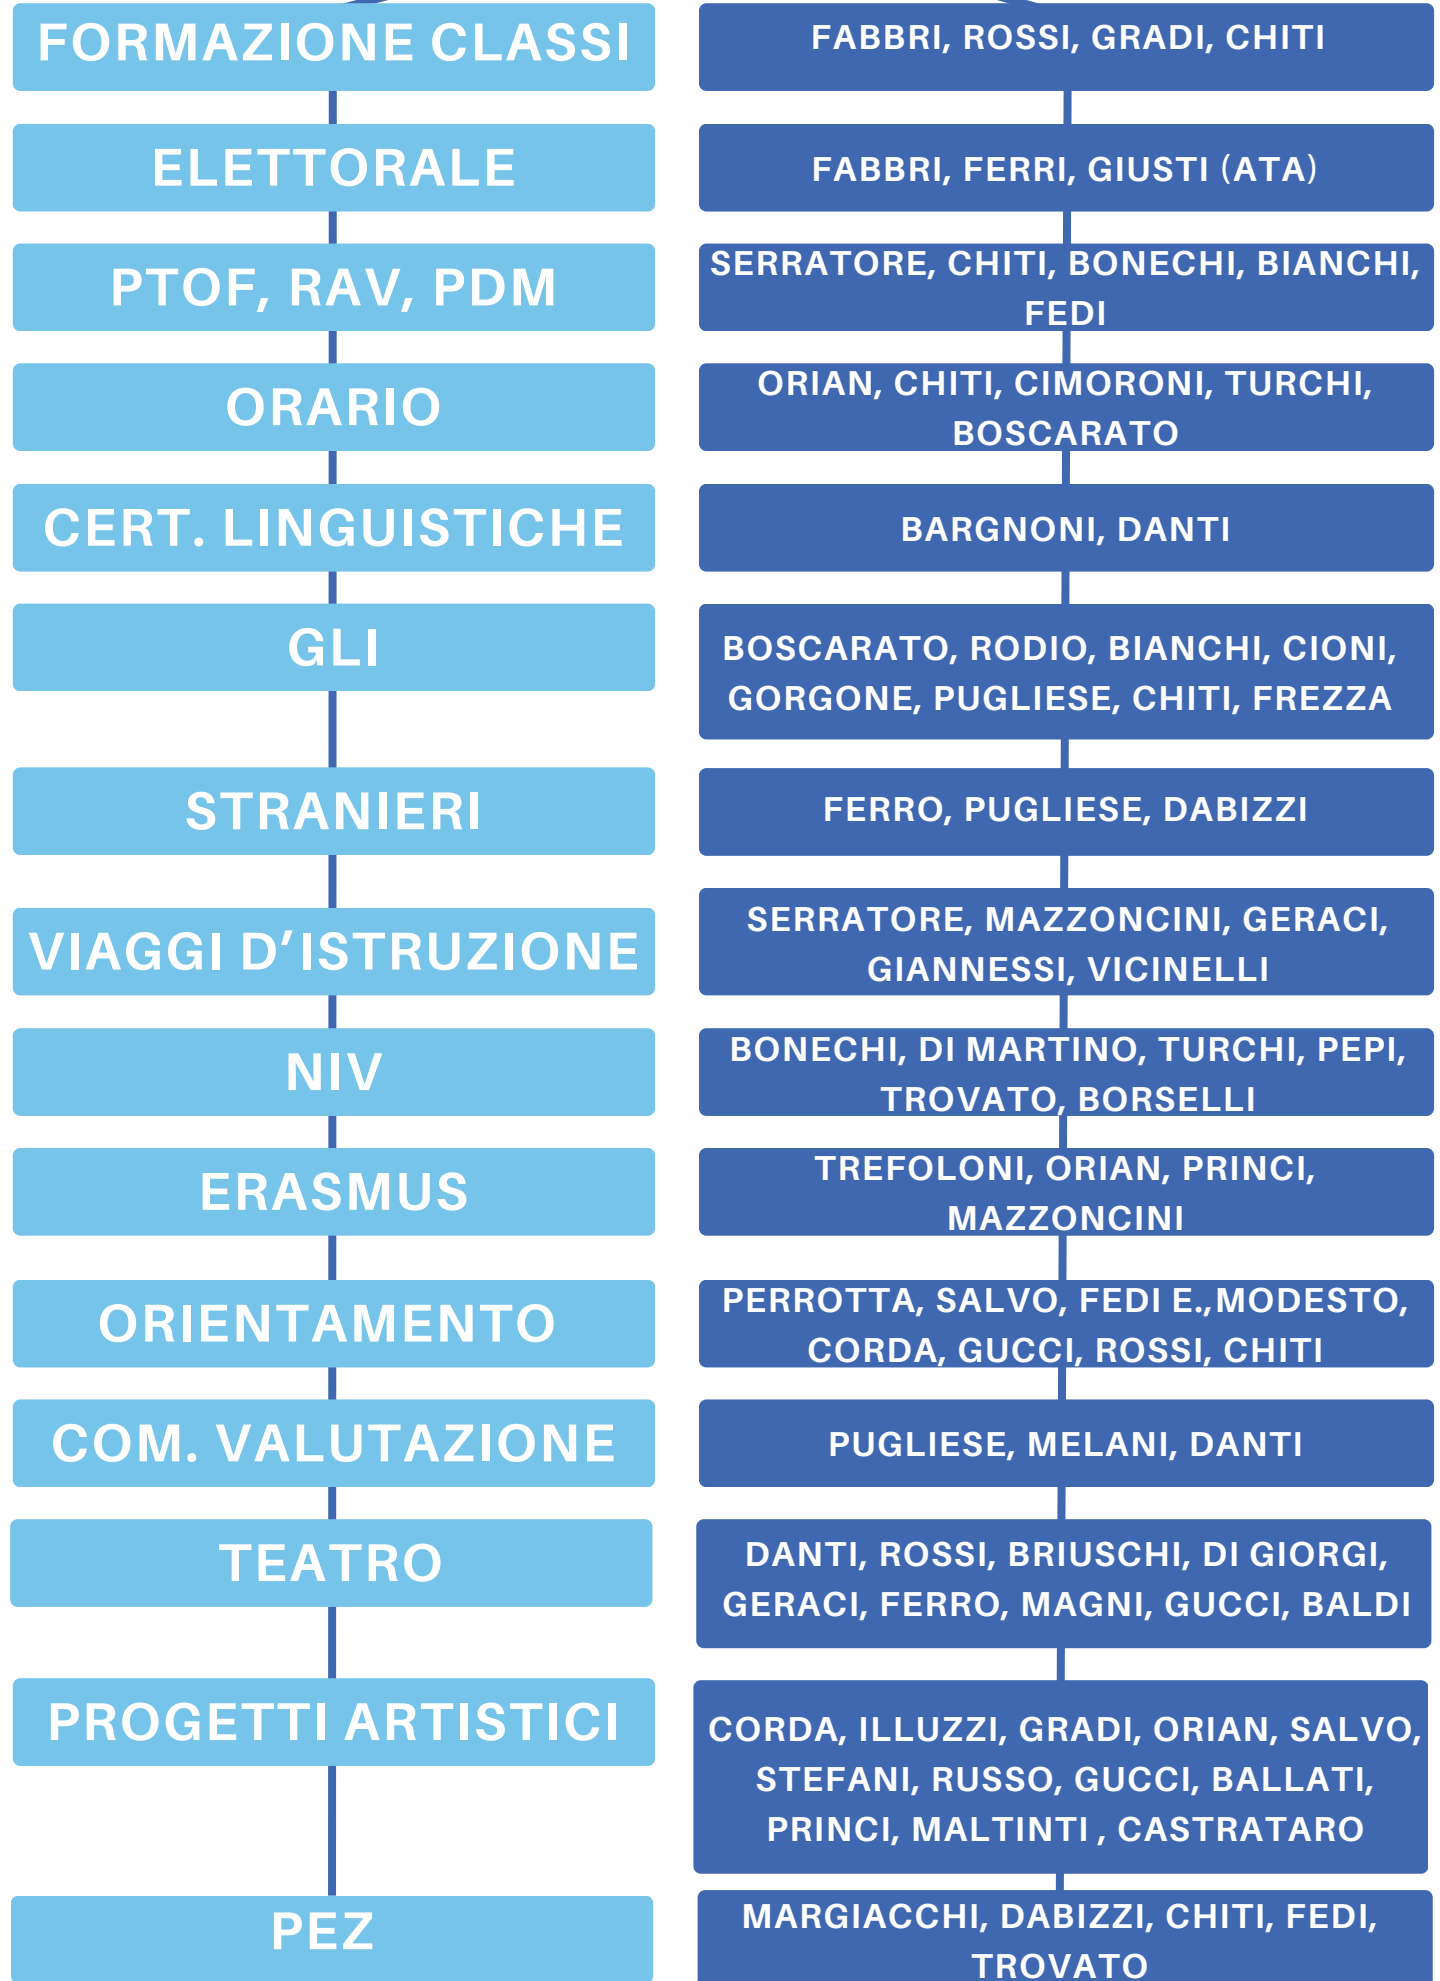 FORMAZIONE CLASSI
FABBRI, ROSSI, GRADI, CHITI
ELETTORALE
FABBRI, FERRI, GIUSTI (ATA)
PTOF, RAV, PDM
SERRATORE, CHITI, BONECHI, BIANCHI,
FEDI
ORARIO
ORIAN, CHITI, CIMORONI, TURCHI,
BOSCARATO
CERT. LINGUISTICHE
BARGNONI, DANTI
GLI
BOSCARATO, RODIO, BIANCHI, CIONI,
GORGONE, PUGLIESE, CHITI, FREZZA
STRANIERI
FERRO, PUGLIESE, DABIZZI
VIAGGI D'ISTRUZIONE
SERRATORE, MAZZONCINI, GERACI,
GIANNESSI, VICINELLI
NIV
BONECHI, DI MARTINO, TURCHI, PEPI,
TROVATO, BORSELLI
ERASMUS
TREFOLONI, ORIAN, PRINCI,
MAZZONCINI
ORIENTAMENTO
PERROTTA, SALVO, FEDI E.,MODESTO,
CORDA, GUCCI, ROSSI, CHITI
COM. VALUTAZIONE
PUGLIESE, MELANI, DANTI
TEATRO
DANTI, ROSSI, BRIUSCHI, DI GIORGI,
GERACI, FERRO, MAGNI, GUCCI, BALDI
PROGETTI ARTISTICI
CORDA, ILLUZZI, GRADI, ORIAN, SALVO,
STEFANI, RUSSO, GUCCI, BALLATI,
PRINCI, MALTINTI , CASTRATARO
PEZ
MARGIACCHI, DABIZZI, CHITI, FEDI,
TROVATO